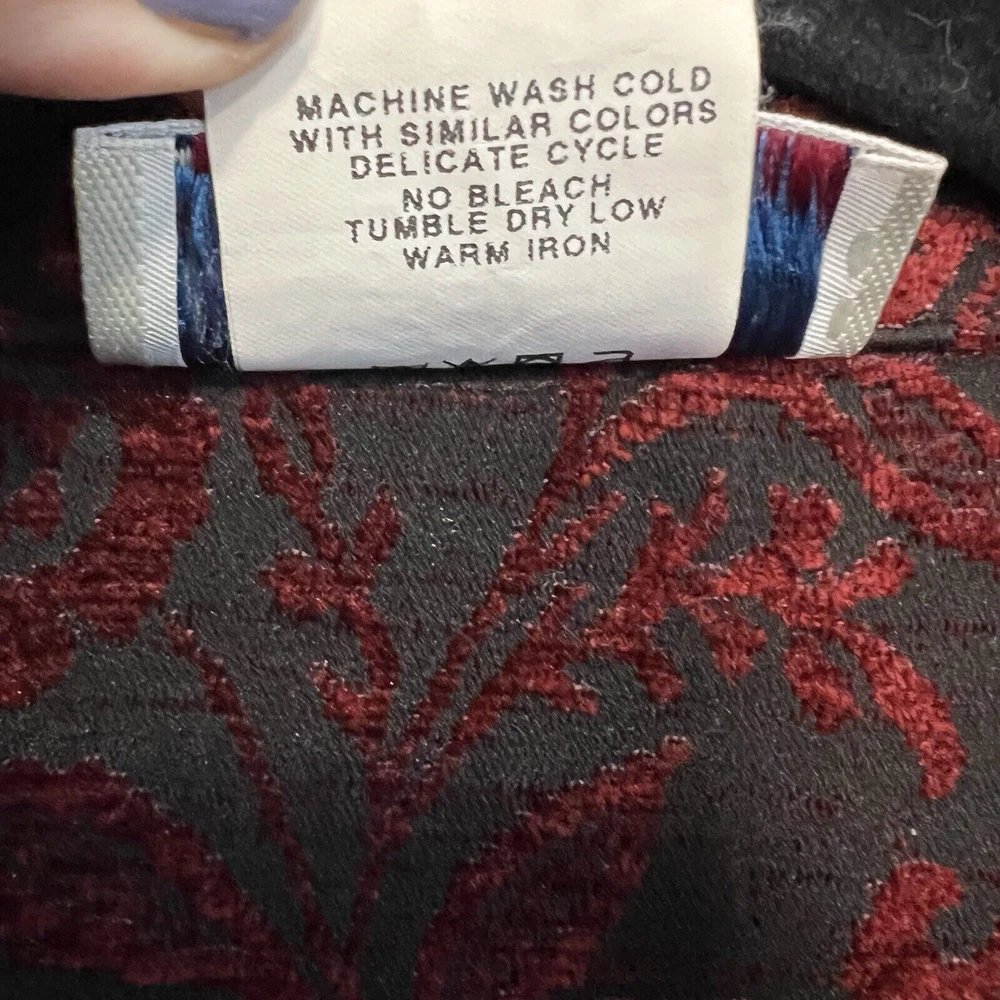 MACHINE WASH COLD
WITH SIMILAR COLORS
DELICATE CYCLE
NO BLEACH
TUMBLE DRY LOW
WARM IRON